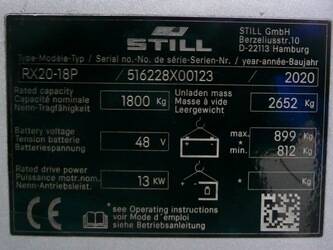 STILL
STILL GmbH
Berzeliusstr.10
D-22113 Hamburg
Type-Modèle-Typ / Serial no.-No. de série-Serien-Nr. / year-année-Baujahr
RX20-18P / 516228X00123 / 2020
Rated capacity
Capacité nominale
Nenn-Tragfähigkeit
1800 Kg
Unladen mass
Masse à vide
Leergewicht
2652 Kg
Battery voltage
Tension batterie
Batteriespannung
48 V
max. 899 Kg
min. 812 Kg
Rated drive power
Puissance motr.nom.
Nenn-Antriebsleist.
13 KW
* *
see Operating instructions
voir Mode d'emploi
siehe Betriebsanleitung
CE